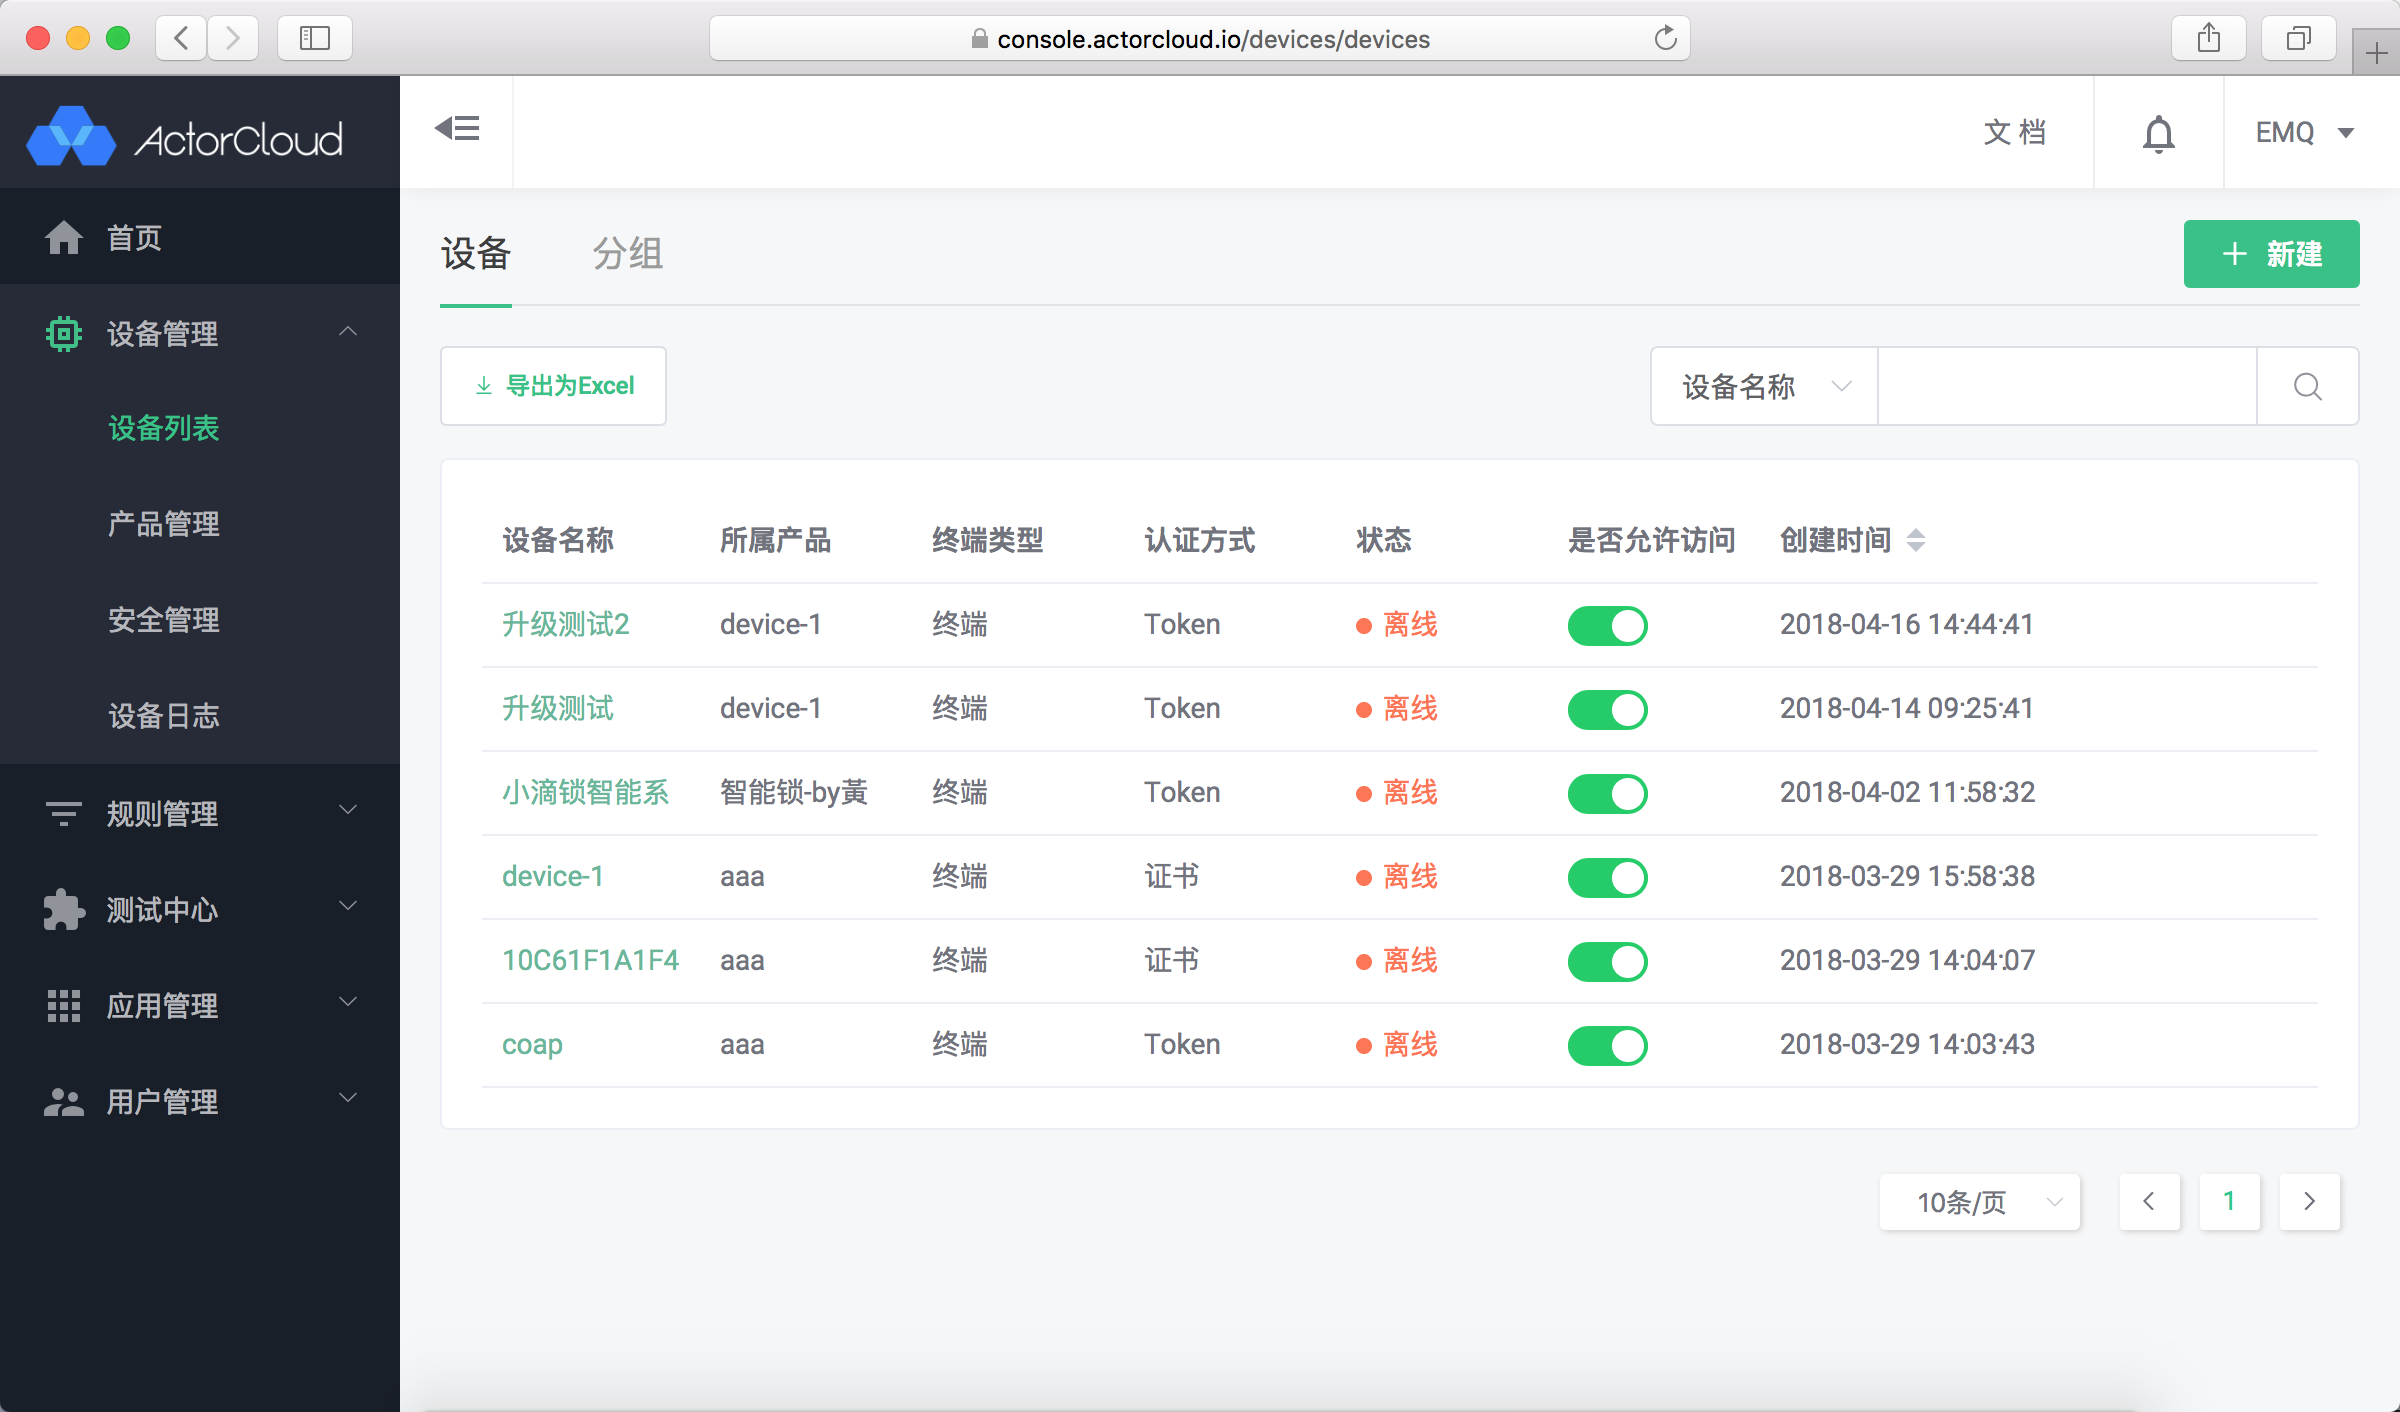 console.actorcloud.io/devices/devices
ActorCloud
文 档
EMQ
首页
设备管理
设备列表
产品管理
安全管理
设备日志
规则管理
测试中心
应用管理
用户管理
设备 分组
新建
导出为Excel
设备名称
设备名称 所属产品 终端类型 认证方式 状态 是否允许访问 创建时间
升级测试2 device-1 终端 Token 离线 2018-04-16 14:44:41
升级测试 device-1 终端 Token 离线 2018-04-14 09:25:41
小滴锁智能系 智能锁-by黃 终端 Token 离线 2018-04-02 11:58:32
device-1 aaa 终端 证书 离线 2018-03-29 15:58:38
10C61F1A1F4 aaa 终端 证书 离线 2018-03-29 14:04:07
coap aaa 终端 Token 离线 2018-03-29 14:03:43
10条/页 1